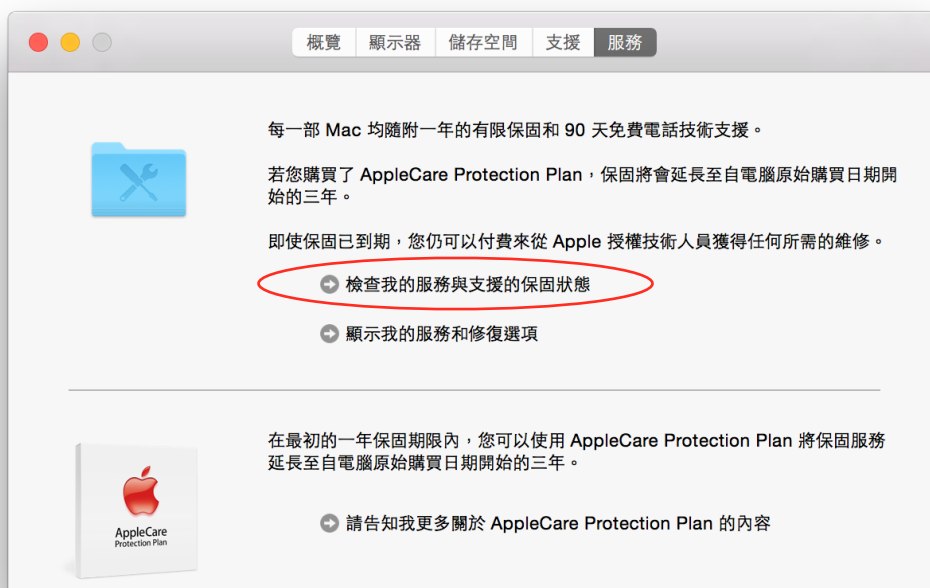 概覽 顯示器 儲存空間 支援 服務
每一部 Mac 均隨附一年的有限保固和 90 天免費電話技術支援。
若您購買了 AppleCare Protection Plan，保固將會延長至自電腦原始購買日期開
始的三年。
即使保固已到期，您仍可以付費來從 Apple 授權技術人員獲得任何所需的維修。
檢查我的服務與支援的保固狀態
顯示我的服務和修復選項
在最初的一年保固期限內，您可以使用 AppleCare Protection Plan 將保固服務
延長至自電腦原始購買日期開始的三年。
AppleCare
Protection Plan
請告知我更多關於 AppleCare Protection Plan 的內容